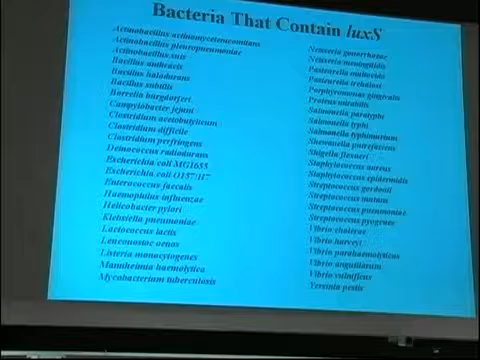 Bacteria That Contain luxS
Actinobacillus actinomycetemcomitans
Actinobacillus pleuropneumoniae
Actinobacillus suis
Bacillus anthracis
Bacillus halodurans
Bacillus subtilis
Borrelia burgdorferi
Campylobacter jejuni
Clostridium acetobutylicum
Clostridium difficile
Clostridium perfringens
Deinococcus radiodurans
Escherichia coli MG1655
Escherichia coli O157:H7
Enterococcus faecalis
Haemophilus influenzae
Helicobacter pylori
Klebsiella pneumoniae
Lactococcus lactis
Leuconostoc oenos
Listeria monocytogenes
Mannheimia haemolytica
Mycobacterium tuberculosis
Neisseria gonorrhoeae
Neisseria meningitidis
Pasteurella multocida
Pasteurella trehalosi
Porphyromonas gingivalis
Proteus mirabilis
Salmonella paratyphi
Salmonella typhi
Salmonella typhimurium
Shewanella putrefaciens
Shigella flexneri
Staphylococcus aureus
Staphylococcus epidermidis
Streptococcus gordonii
Streptococcus mutans
Streptococcus pneumoniae
Streptococcus pyogenes
Vibrio cholerae
Vibrio harveyi
Vibrio parahaemolyticus
Vibrio anguillarum
Vibrio vulnificus
Yersinia pestis